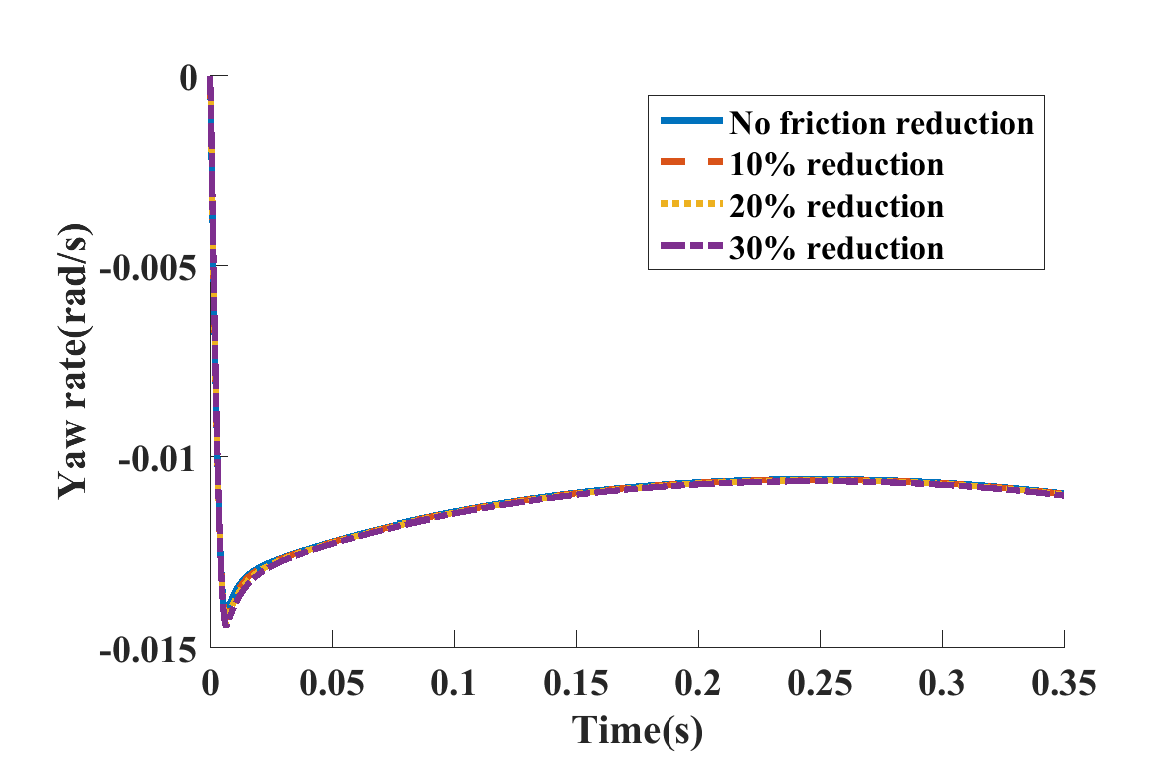 0
-0.005
-0.01
-0.015
Yaw rate(rad/s)
No friction reduction
10% reduction
20% reduction
30% reduction
0 0.05 0.1 0.15 0.2 0.25 0.3 0.35
Time(s)